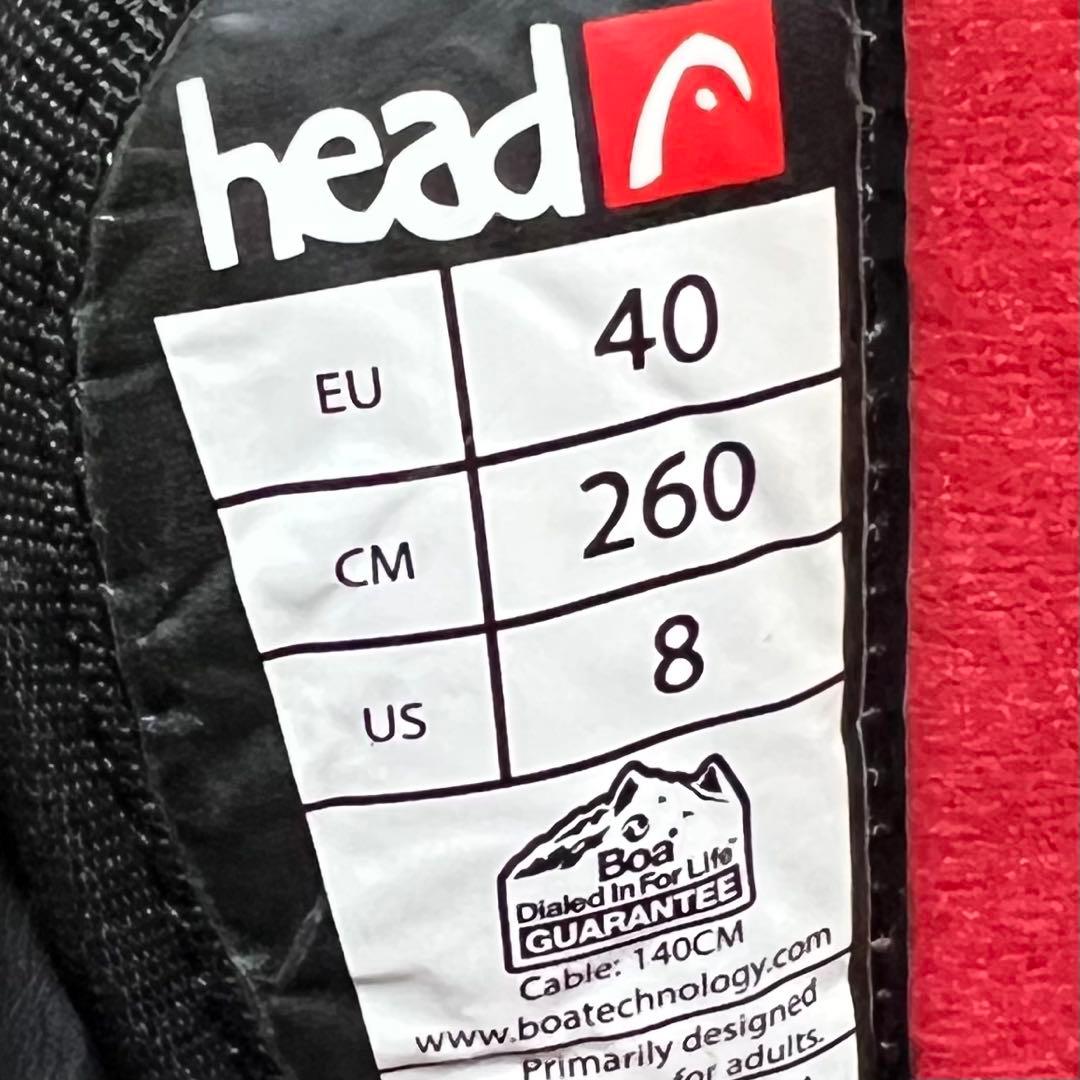 head
EU 40
CM 260
US 8
Boa
Dialed In For Life™
GUARANTEE
Cable: 140CM
www.boatechnology.com
Primarily designed
for adults.